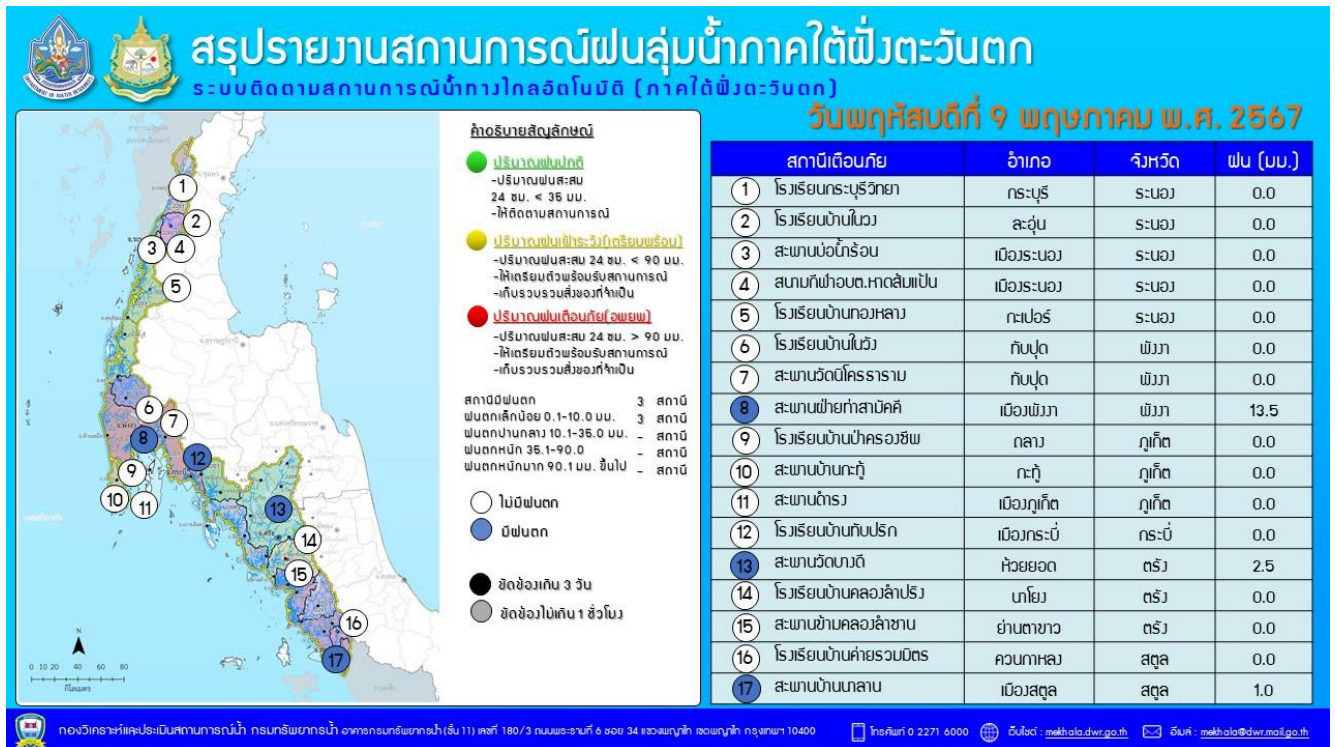 สรุปรายงานสถานการณ์ฝนลุ่มน้ำภาคใต้ฝั่งตะวันตก
ระบบติดตามสถานการณ์น้ำทางไกลอัตโนมัติ (ภาคใต้ฝั่งตะวันตก)
วันพฤหัสบดีที่ 9 พฤษภาคม พ.ศ. 2567
คำอธิบายสัญลักษณ์
ปริมาณฝนปกติ
-ปริมาณฝนสะสม
24 ชม. < 35 มม.
-ให้ติดตามสถานการณ์
ปริมาณฝนเฝ้าระวัง(เตรียมพร้อม)
-ปริมาณฝนสะสม 24 ชม. < 90 มม.
-ให้เตรียมตัวพร้อมรับสถานการณ์
-เก็บรวบรวมสิ่งของที่จำเป็น
ปริมาณฝนเตือนภัย(อพยพ)
-ปริมาณฝนสะสม 24 ชม. > 90 มม.
-ให้เตรียมตัวพร้อมรับสถานการณ์
-เก็บรวบรวมสิ่งของที่จำเป็น
สถานีมีฝนตก 3 สถานี
ฝนตกเล็กน้อย 0.1-10.0 มม. 3 สถานี
ฝนตกปานกลาง 10.1-35.0 มม. - สถานี
ฝนตกหนัก 35.1-90.0 - สถานี
ฝนตกหนักมาก 90.1 มม. ขึ้นไป - สถานี
ไม่มีฝนตก
มีฝนตก
ขัดข้องเกิน 3 วัน
ขัดข้องไม่เกิน 1 ชั่วโมง
1
2
3 4
5
6 7
8
12
9
10 11
13
14
15
16
17
N
0 10 20 40 60 80
กิโลเมตร
สถานีเตือนภัย อำเภอ จังหวัด ฝน (มม.)
1 โรงเรียนกระบุรีวิทยา กระบุรี ระนอง 0.0
2 โรงเรียนบ้านในวง ละอุ่น ระนอง 0.0
3 สะพานบ่อน้ำร้อน เมืองระนอง ระนอง 0.0
4 สนามกีฬาอบต.หาดส้มแป้น เมืองระนอง ระนอง 0.0
5 โรงเรียนบ้านทองหลาง กะเปอร์ ระนอง 0.0
6 โรงเรียนบ้านในวัง ทับปุด พังงา 0.0
7 สะพานวัดนิโครธาราม ทับปุด พังงา 0.0
8 สะพานฝ่ายท่าสามัคคี เมืองพังงา พังงา 13.5
9 โรงเรียนบ้านป่าครองชีพ ถลาง ภูเก็ต 0.0
10 สะพานบ้านกะทู้ กะทู้ ภูเก็ต 0.0
11 สะพานดำรง เมืองภูเก็ต ภูเก็ต 0.0
12 โรงเรียนบ้านทับปริก เมืองกระบี่ กระบี่ 0.0
13 สะพานวัดบางดี ห้วยยอด ตรัง 2.5
14 โรงเรียนบ้านคลองลำปริง นาโยง ตรัง 0.0
15 สะพานข้ามคลองลำชาน ย่านตาขาว ตรัง 0.0
16 โรงเรียนบ้านค่ายรวมมิตร ควนกาหลง สตูล 0.0
17 สะพานบ้านนาลาน เมืองสตูล สตูล 1.0
กองวิเคราะห์และประเมินสถานการณ์น้ำ กรมทรัพยากรน้ำ อาคารกรมทรัพยากรน้ำ (ชั้น 11) เลขที่ 180/3 ถนนพระรามที่ 6 ซอย 34 แขวงพญาไท เขตพญาไท กรุงเทพฯ 10400 โทรศัพท์ 0 2271 6000 เว็บไซต์ : mekhala.dwr.go.th อีเมล์ : mekhala@dwr.mail.go.th